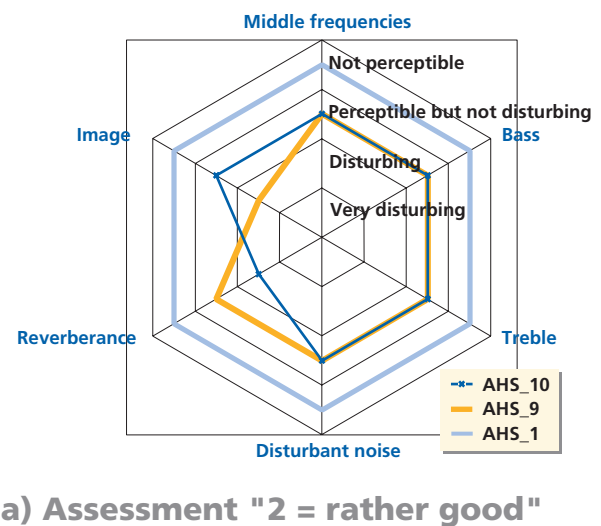 Middle frequencies
Not perceptible
Perceptible but not disturbing
Image
Bass
Disturbing
Very disturbing
Reverberance
Treble
AHS_10
AHS_9
AHS_1
Disturbant noise
a) Assessment "2 = rather good"